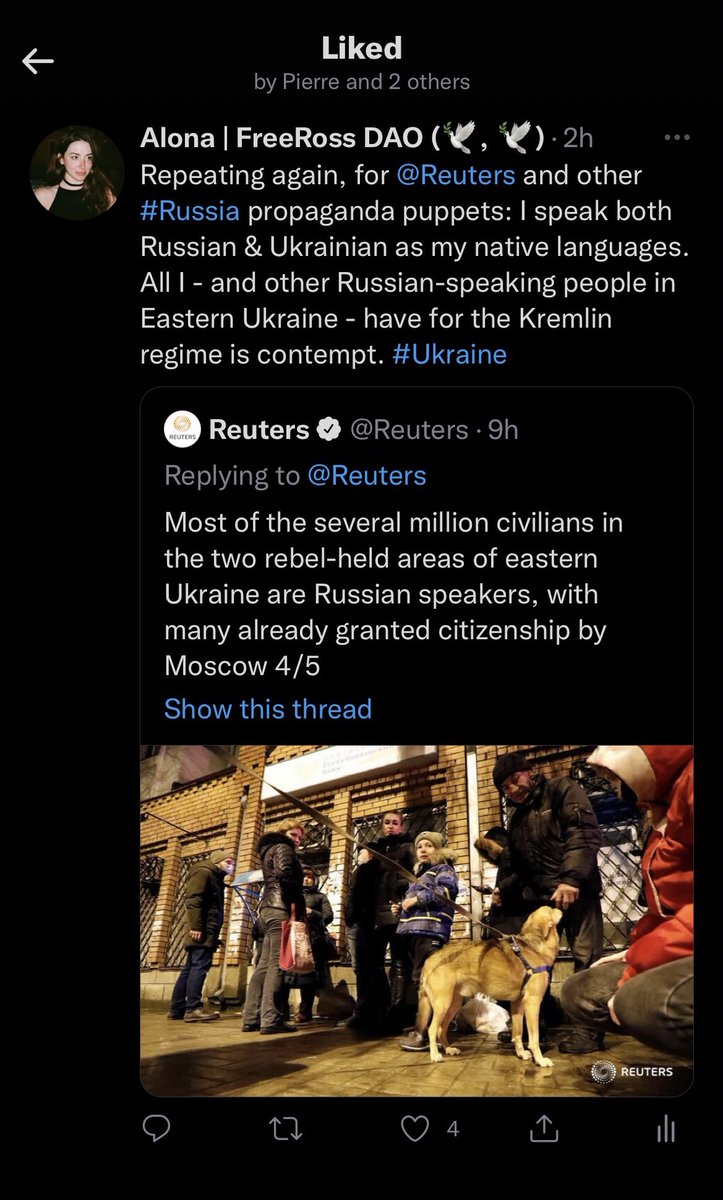 Liked
by Pierre and 2 others
Alona | FreeRoss DAO (🕊, 🕊) · 2h
Repeating again, for @Reuters and other
#Russia propaganda puppets: I speak both
Russian & Ukrainian as my native languages.
All I - and other Russian-speaking people in
Eastern Ukraine - have for the Kremlin
regime is contempt. #Ukraine
REUTERS
Reuters @Reuters · 9h
Replying to @Reuters
Most of the several million civilians in
the two rebel-held areas of eastern
Ukraine are Russian speakers, with
many already granted citizenship by
Moscow 4/5
Show this thread
REUTERS
4